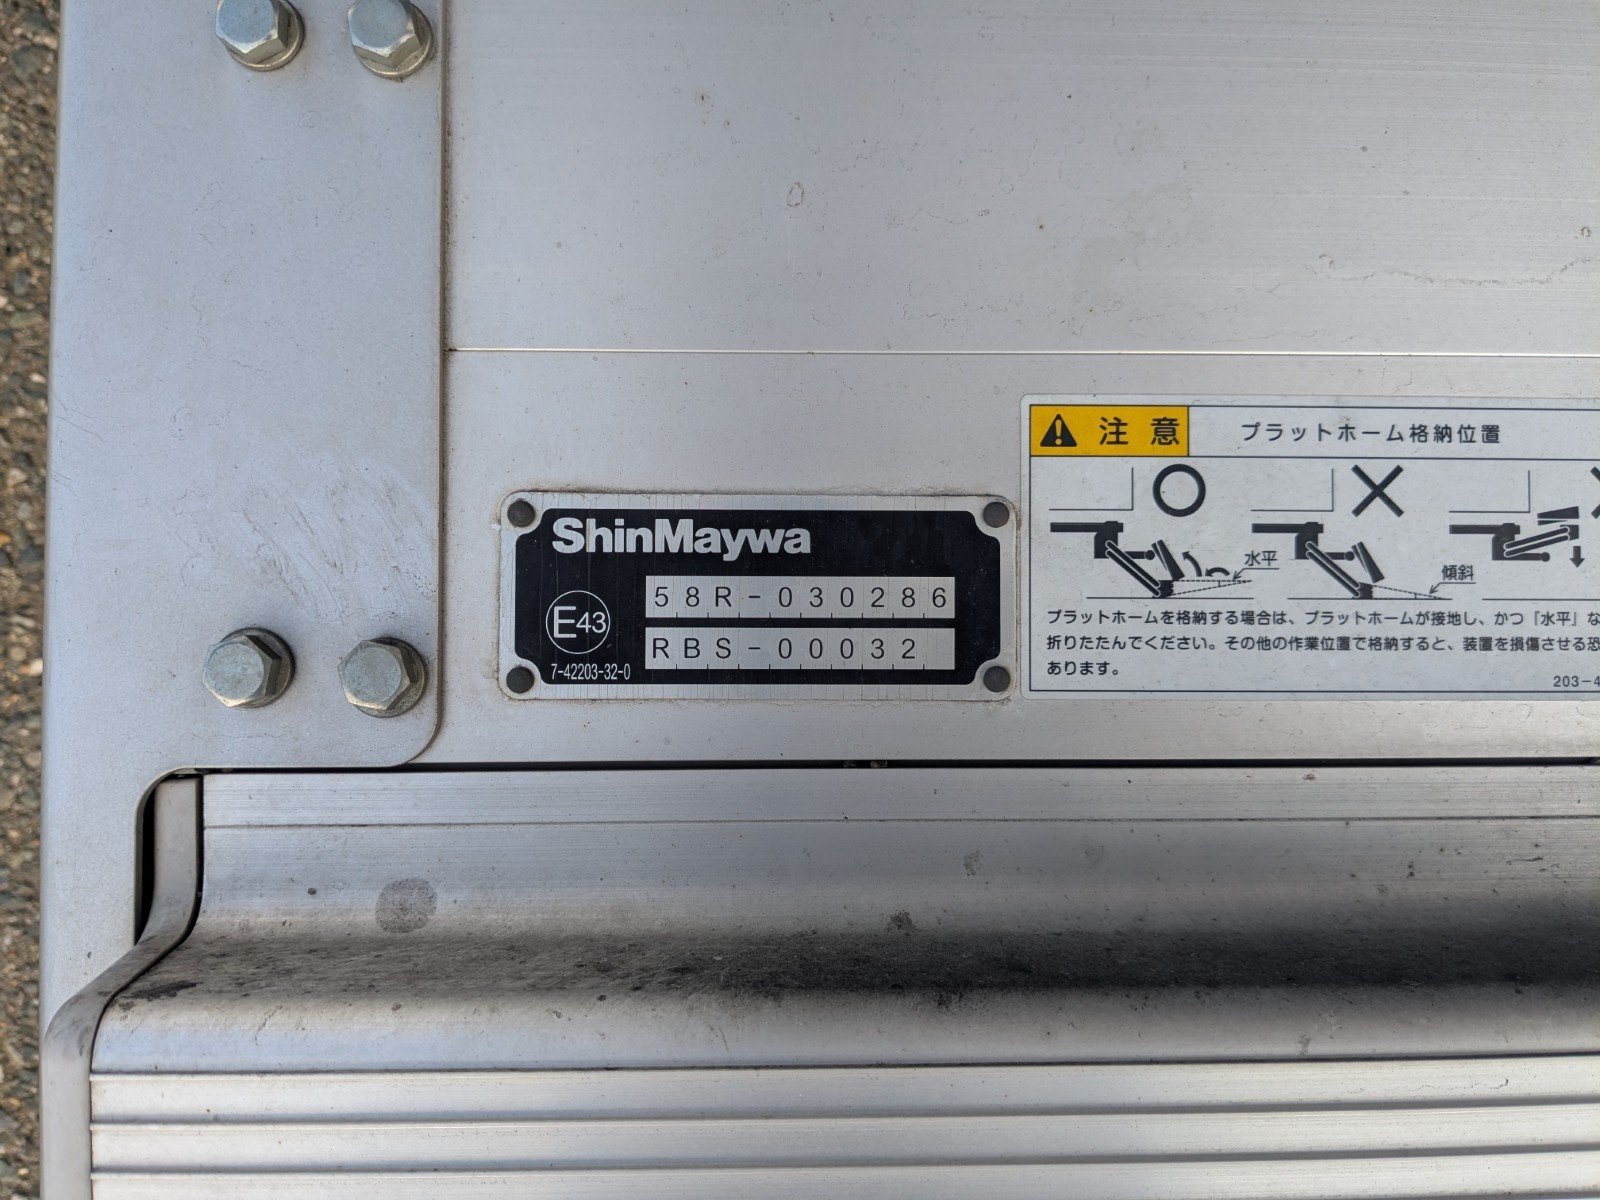 注意
プラットホーム格納位置
水平
傾斜
プラットホームを格納する場合は、プラットホームが接地し、かつ「水平」な
折りたたんでください。その他の作業位置で格納すると、装置を損傷させる恐
あります。
203-4
ShinMaywa
58R-030286
E43
RBS-00032
7-42203-32-0